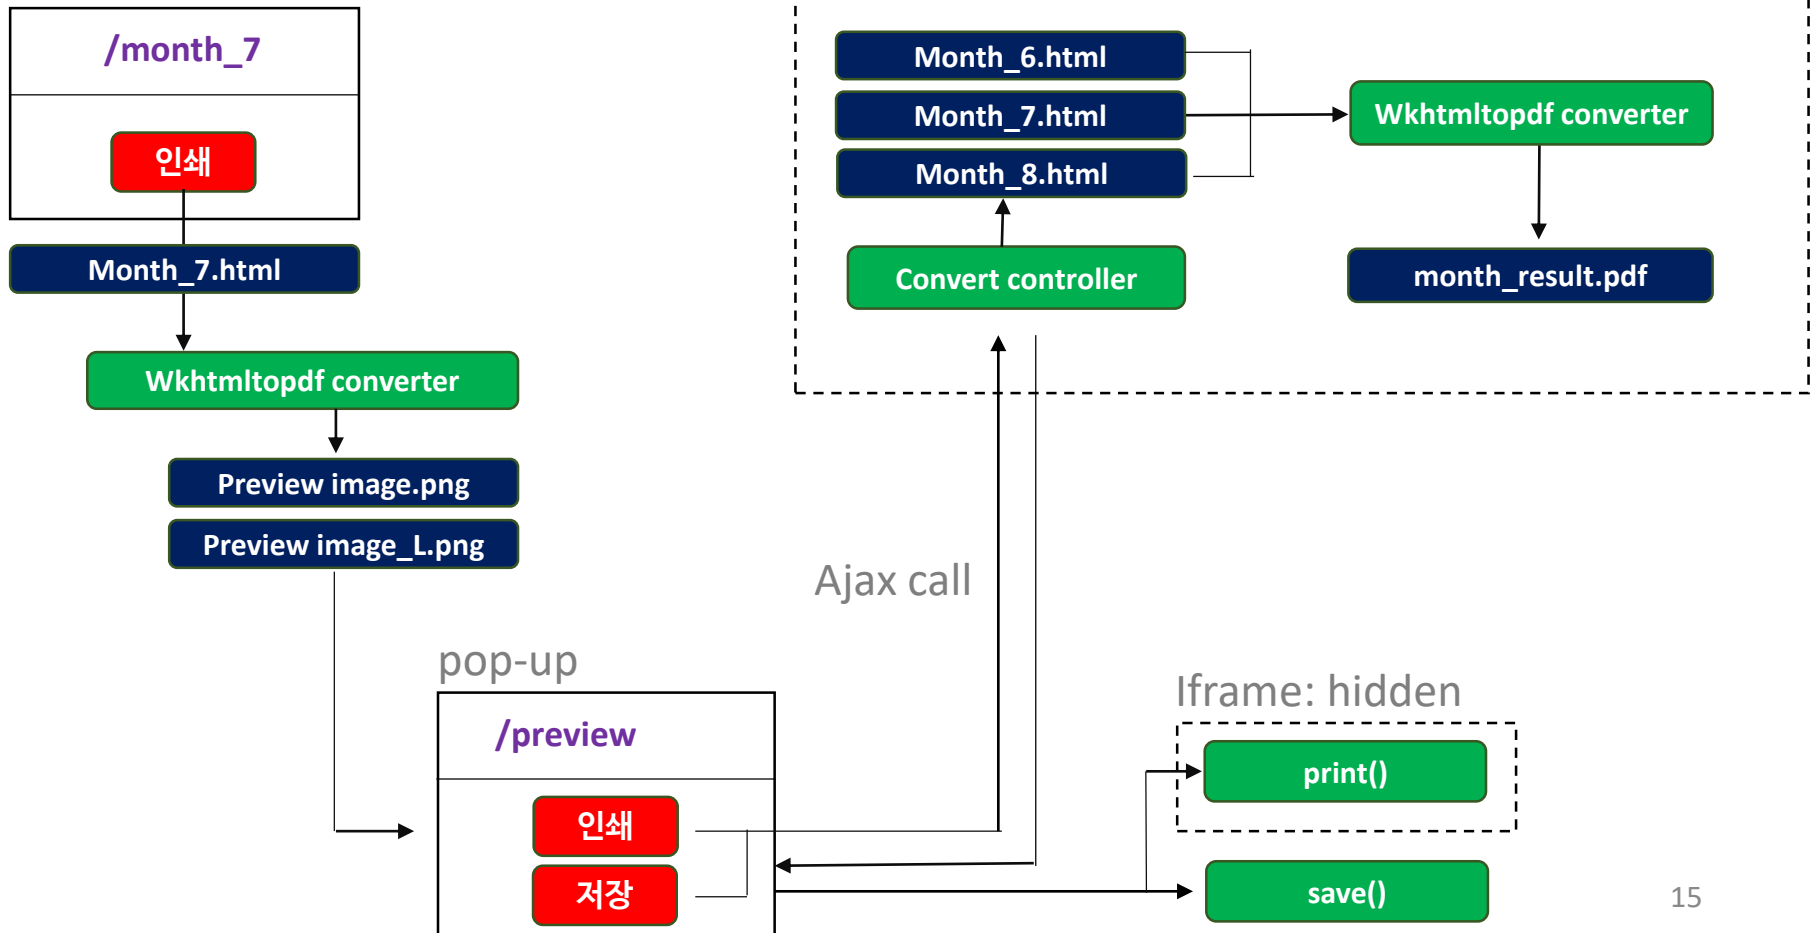 /month_7
인쇄
Month_7.html
Wkhtmltopdf converter
Preview image.png
Preview image_L.png
Month_6.html
Month_7.html
Month_8.html
Convert controller
Wkhtmltopdf converter
month_result.pdf
Ajax call
pop-up
/preview
인쇄
저장
Iframe: hidden
print()
save()
15